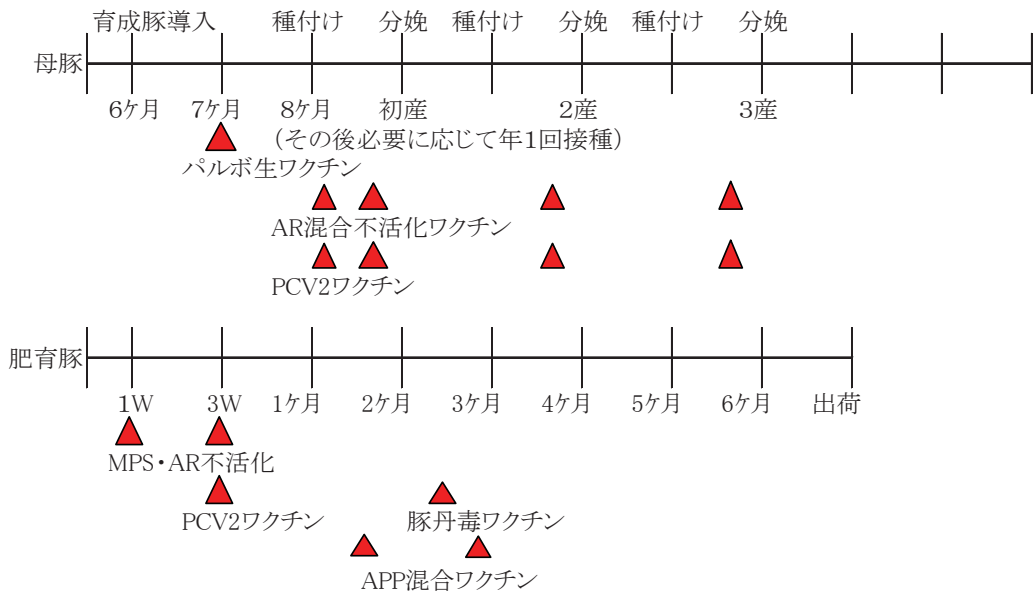 育成豚導入 種付け 分娩 種付け 分娩 種付け 分娩
母豚
6ケ月 7ケ月 8ケ月 初産 2産 3産
(その後必要に応じて年1回接種)
パルボ生ワクチン
AR混合不活化ワクチン
PCV2ワクチン
肥育豚
1W 3W 1ケ月 2ケ月 3ケ月 4ケ月 5ケ月 6ケ月 出荷
MPS・AR不活化
PCV2ワクチン 豚丹毒ワクチン
APP混合ワクチン